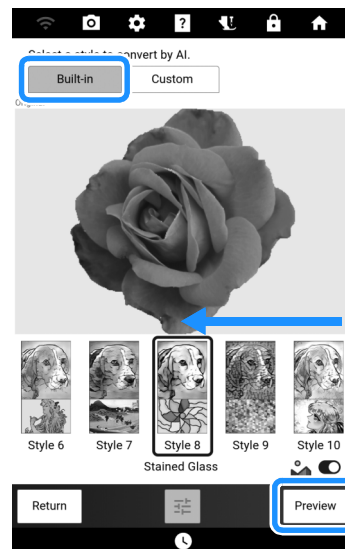 Select a style to convert by AI.
Built-in Custom
Original
Style 6 Style 7 Style 8 Style 9 Style 10
Stained Glass
Return Preview